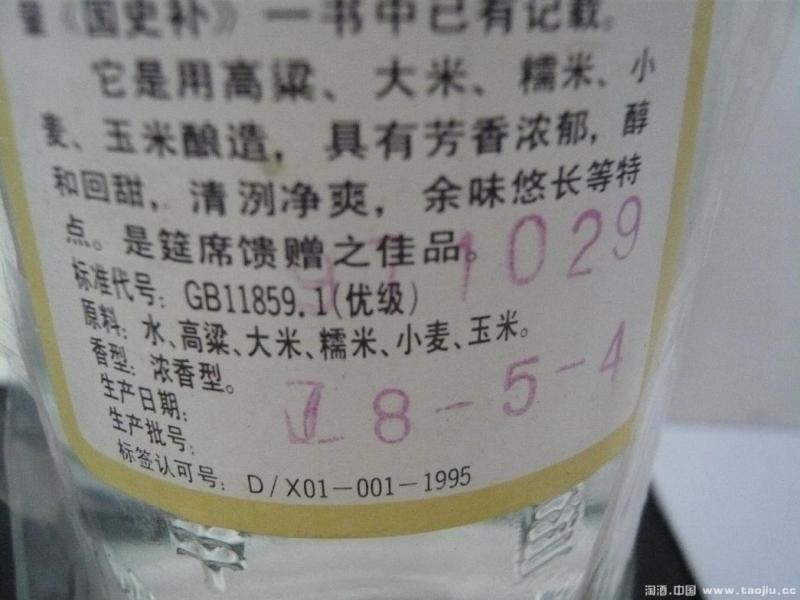 量《国史补》一书中已有记载。
它是用高粱、大米、糯米、小
麦、玉米酿造，具有芳香浓郁，醇
和回甜，清洌净爽，余味悠长等特
点。是筵席馈赠之佳品。
971029
标准代号：GB11859.1(优级)
原料：水、高粱、大米、糯米、小麦、玉米。
香型：浓香型。
生产日期：
8-5-4
生产批号：
标签认可号：D/X01-001-1995
淘酒.中国 www.taojiu.cc